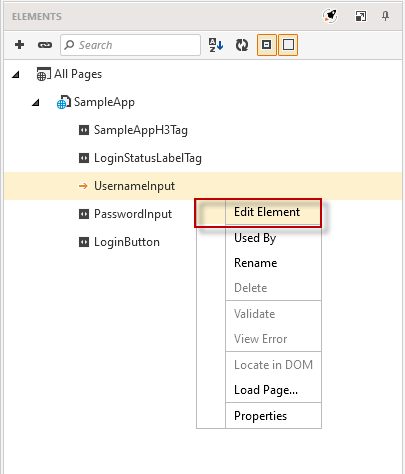 ELEMENTS
Search
All Pages
SampleApp
SampleAppH3Tag
LoginStatusLabelTag
UsernameInput
PasswordInput
LoginButton
Edit Element
Used By
Rename
Delete
Validate
View Error
Locate in DOM
Load Page...
Properties